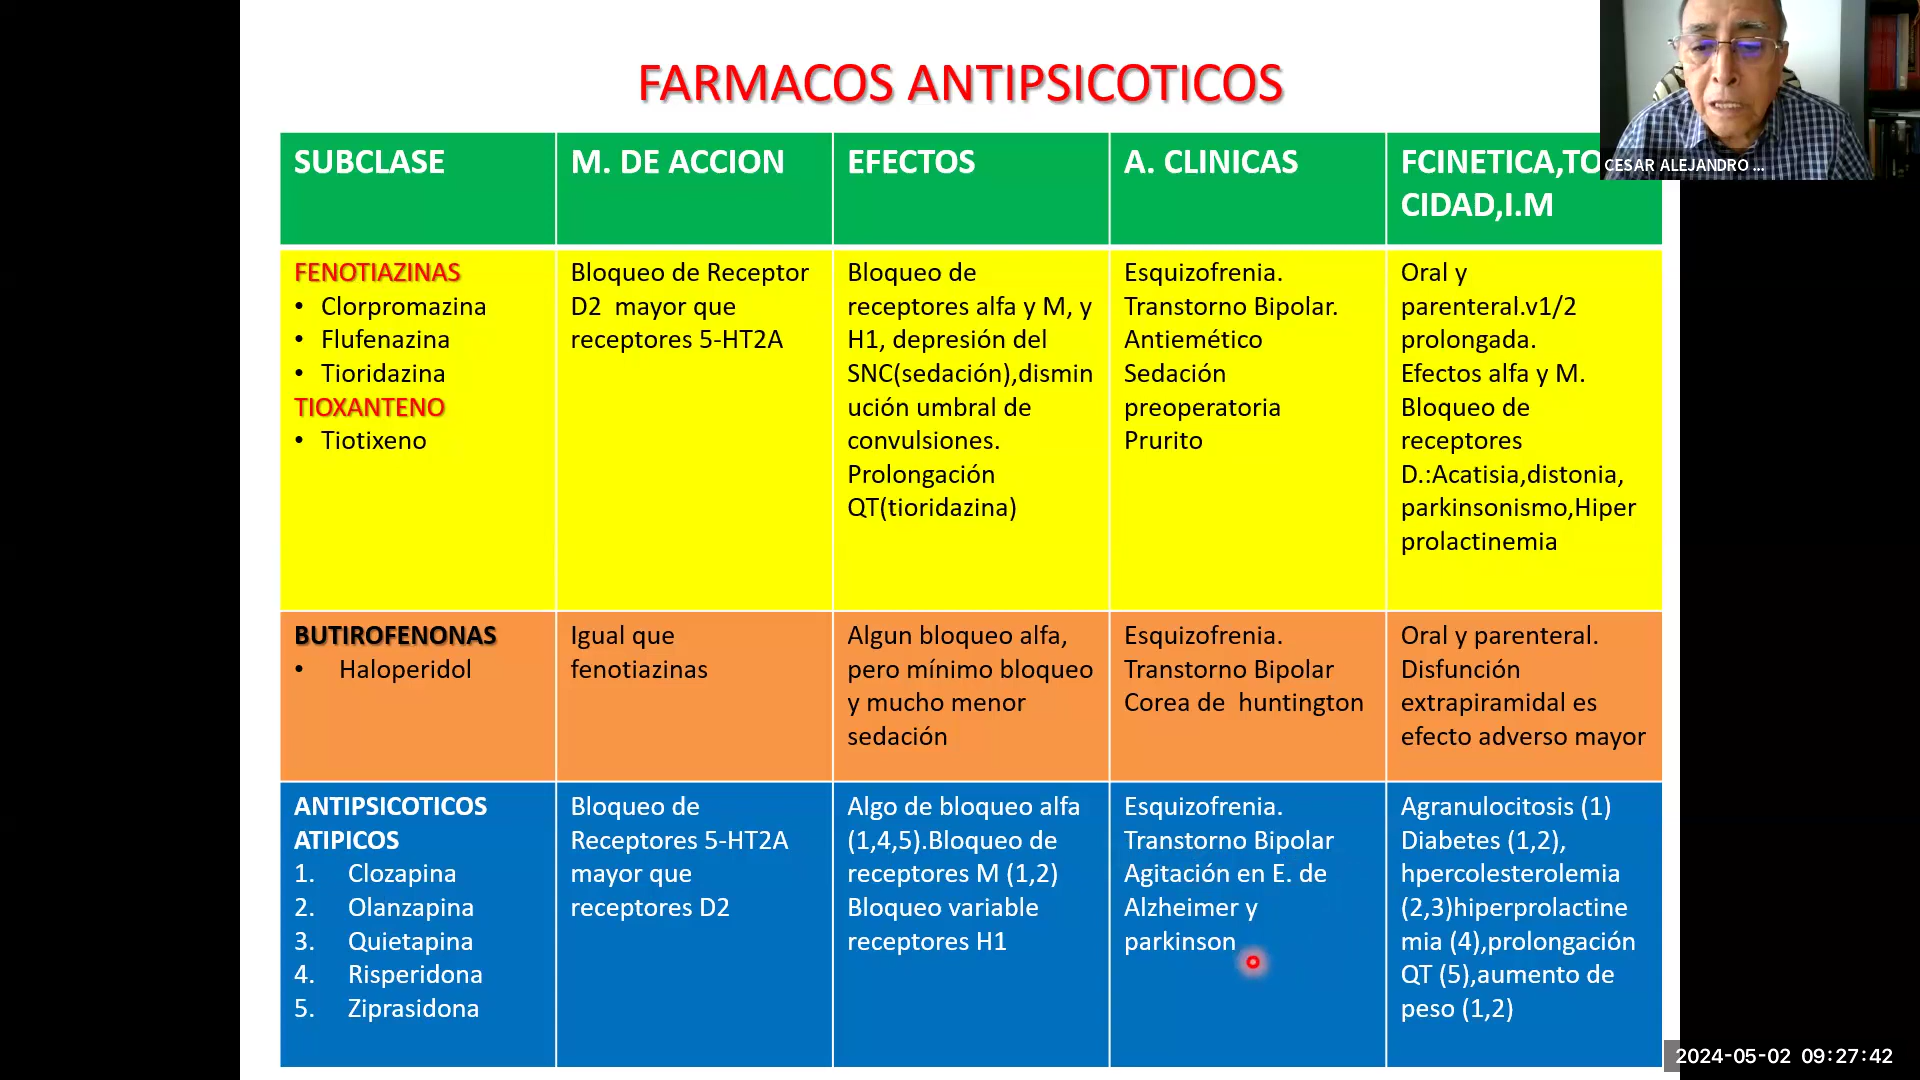 FARMACOS ANTIPSICOTICOS
SUBCLASE
M. DE ACCION
EFECTOS
A. CLINICAS
FCINETICA,TO
CIDAD,I.M
CESAR ALEJANDRO ...
FENOTIAZINAS
• Clorpromazina
• Flufenazina
• Tioridazina
TIOXANTENO
• Tiotixeno
Bloqueo de Receptor
D2 mayor que
receptores 5-HT2A
Bloqueo de
receptores alfa y M, y
H1, depresión del
SNC(sedación),dismin
ución umbral de
convulsiones.
Prolongación
QT(tioridazina)
Esquizofrenia.
Transtorno Bipolar.
Antiemético
Sedación
preoperatoria
Prurito
Oral y
parenteral.v1/2
prolongada.
Efectos alfa y M.
Bloqueo de
receptores
D.:Acatisia,distonia,
parkinsonismo,Hiper
prolactinemia
BUTIROFENONAS
• Haloperidol
Igual que
fenotiazinas
Algun bloqueo alfa,
pero mínimo bloqueo
y mucho menor
sedación
Esquizofrenia.
Transtorno Bipolar
Corea de huntington
Oral y parenteral.
Disfunción
extrapiramidal es
efecto adverso mayor
ANTIPSICOTICOS
ATIPICOS
1. Clozapina
2. Olanzapina
3. Quietapina
4. Risperidona
5. Ziprasidona
Bloqueo de
Receptores 5-HT2A
mayor que
receptores D2
Algo de bloqueo alfa
(1,4,5).Bloqueo de
receptores M (1,2)
Bloqueo variable
receptores H1
Esquizofrenia.
Transtorno Bipolar
Agitación en E. de
Alzheimer y
parkinson
Agranulocitosis (1)
Diabetes (1,2),
hpercolesterolemia
(2,3)hiperprolactine
mia (4),prolongación
QT (5),aumento de
peso (1,2)
2024-05-02 09:27:42